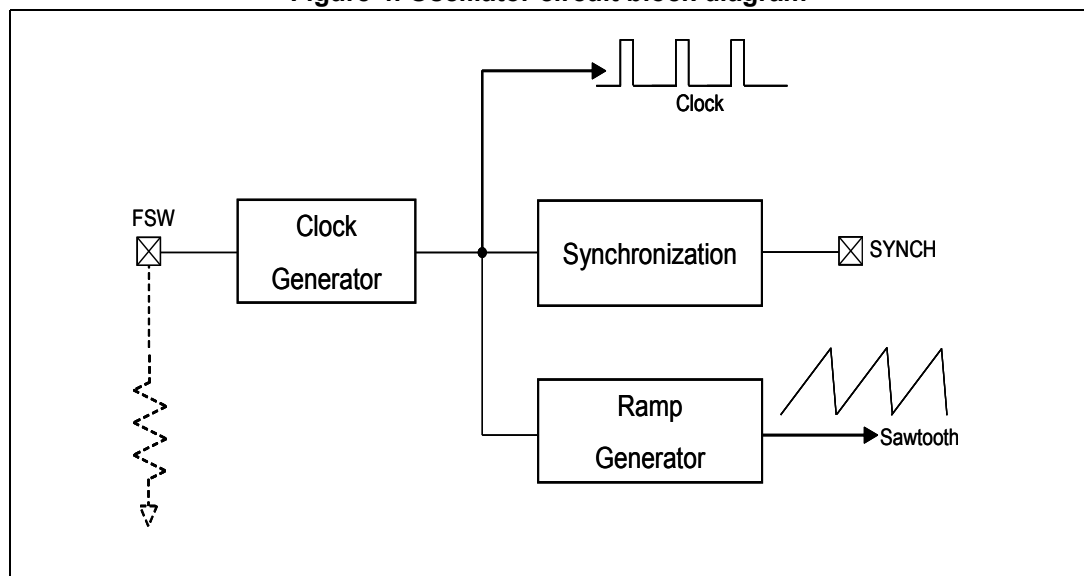 Figure 4. Oscillator circuit block diagram
Clock
FSW
Clock
Generator
Synchronization
SYNCH
Ramp
Generator
Sawtooth